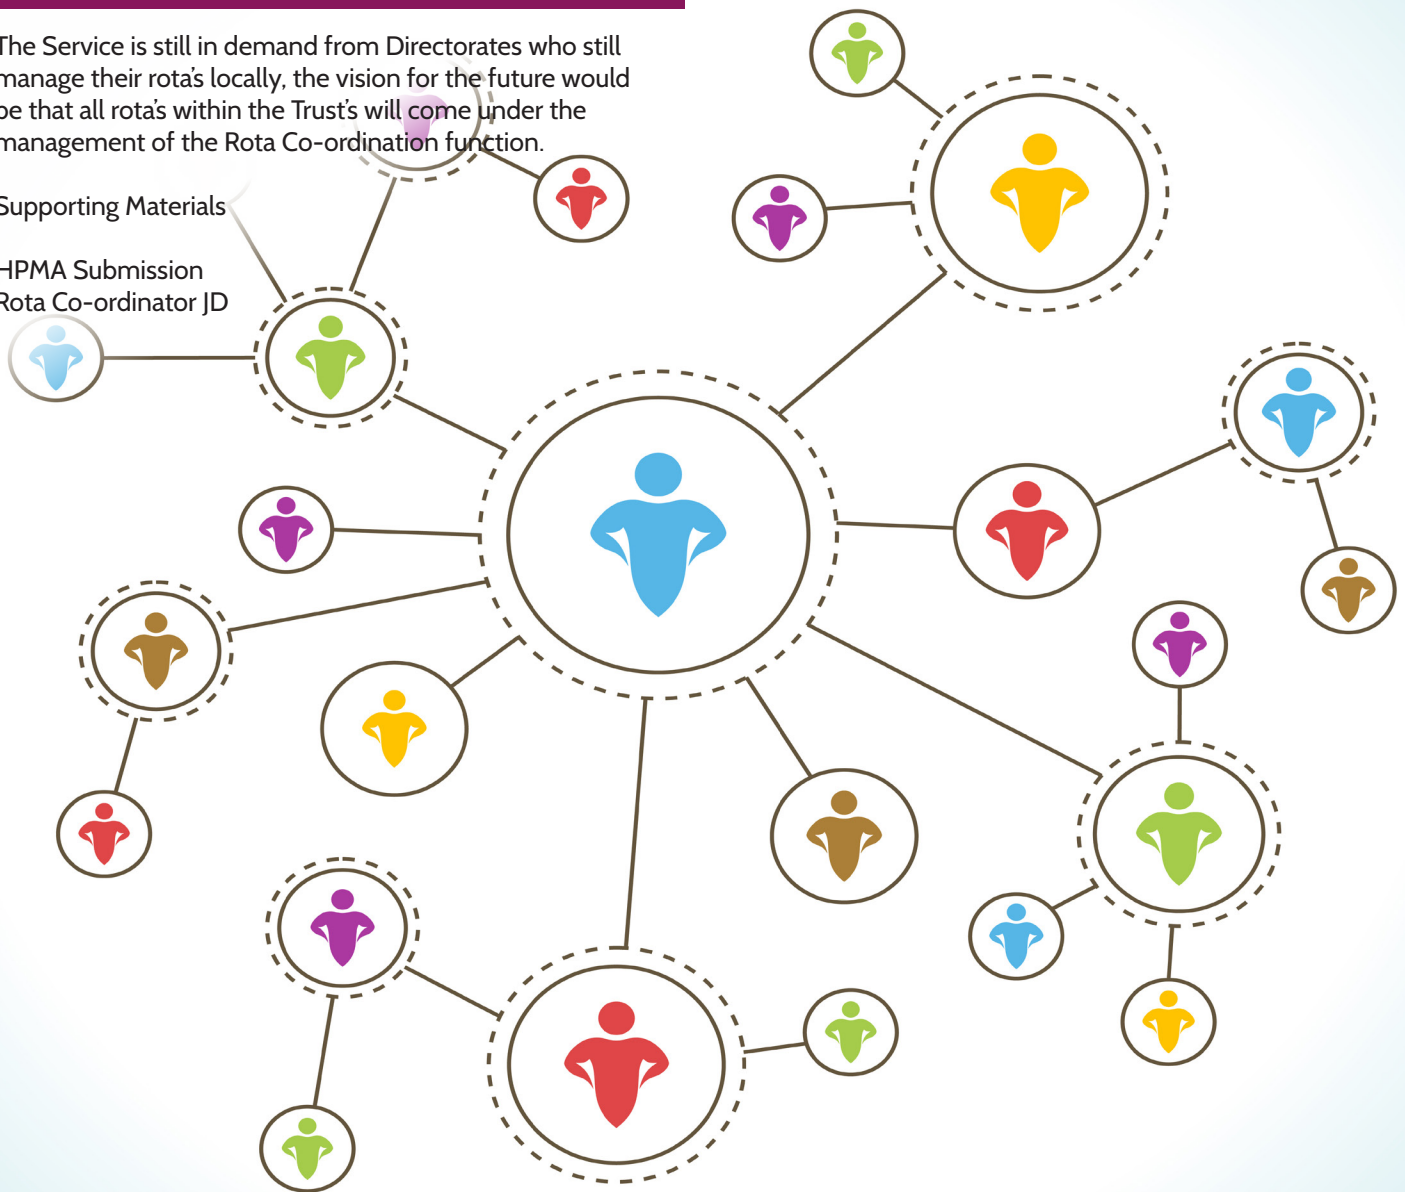 The Service is still in demand from Directorates who still
manage their rota's locally, the vision for the future would
be that all rota's within the Trust's will come under the
management of the Rota Co-ordination function.
Supporting Materials
HPMA Submission
Rota Co-ordinator JD